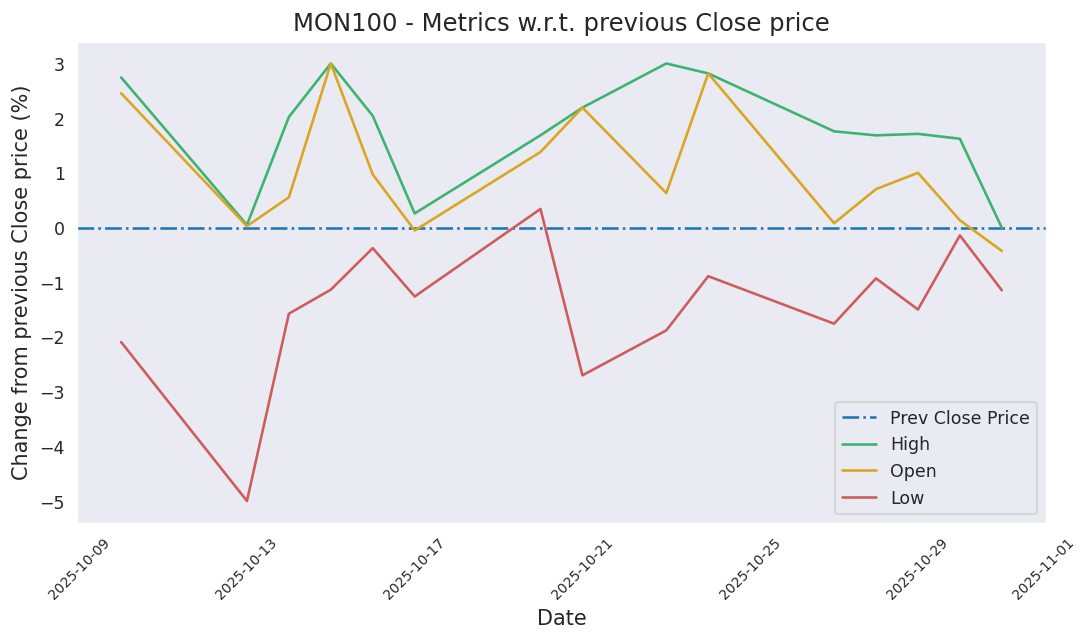 MON100 - Metrics w.r.t. previous Close price
Change from previous Close price (%)
3
2
1
0
−1
−2
−3
−4
−5
Prev Close Price
High
Open
Low
2025-10-09
2025-10-13
2025-10-17
2025-10-21
2025-10-25
2025-10-29
2025-11-01
Date